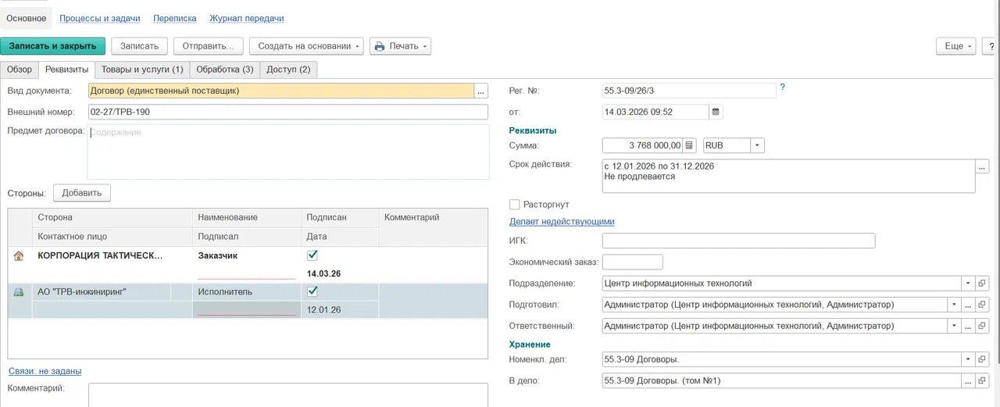 Основное Процессы и задачи Переписка Журнал передачи
Записать и закрыть Записать Отправить... Создать на основании Печать Еще ?
Обзор Реквизиты Товары и услуги (1) Обработка (3) Доступ (2)
Вид документа: Договор (единственный поставщик) ...
Внешний номер: 02-27/ТРВ-190
Предмет договора: Содержание
Стороны: Добавить
Сторона Наименование Подписан Комментарий
Контактное лицо Подписал Дата
КОРПОРАЦИЯ ТАКТИЧЕСК... Заказчик
14.03.26
АО "ТРВ-инжиниринг" Исполнитель
12.01.26
Связи: не заданы
Комментарий:
Рег. №: 55.3-09/26/3 ?
от: 14.03.2026 09:52
Реквизиты
Сумма: 3 768 000,00 RUB
Срок действия: с 12.01.2026 по 31.12.2026 ...
Не продлевается
Расторгнут
Делает недействующими
ИГК:
Экономический заказ:
Подразделение: Центр информационных технологий
Подготовил: Администратор (Центр информационных технологий, Администратор) ...
Ответственный: Администратор (Центр информационных технологий, Администратор) ...
Хранение
Номенкл. дел: 55.3-09 Договоры.
В дело: 55.3-09 Договоры. (том №1) ...